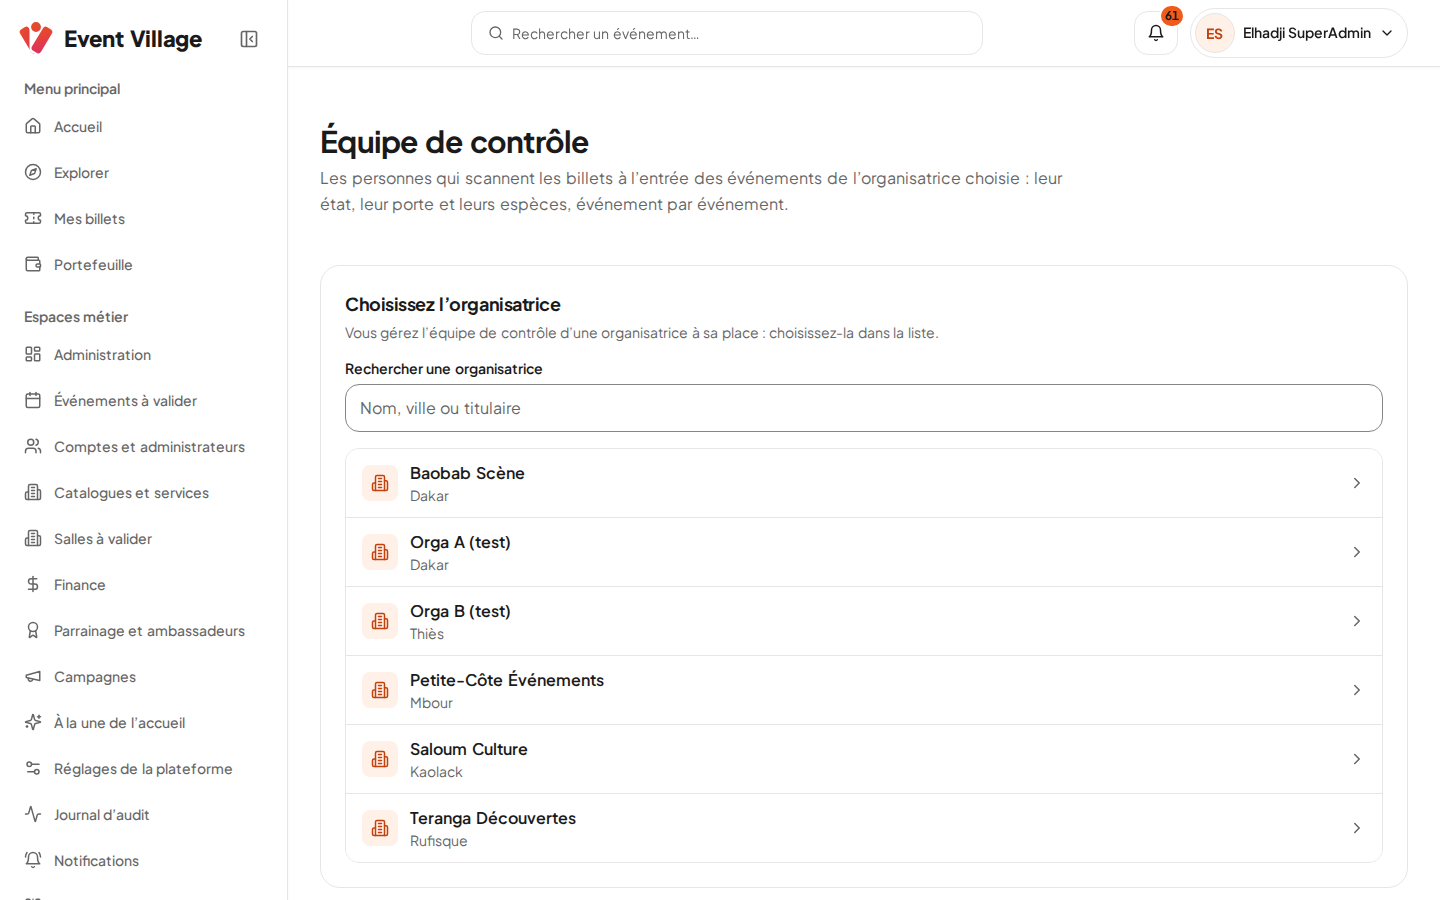 Event Village
Rechercher un événement...
61
ES
Elhadji SuperAdmin
Menu principal
Accueil
Explorer
Mes billets
Portefeuille
Espaces métier
Administration
Événements à valider
Comptes et administrateurs
Catalogues et services
Salles à valider
Finance
Parrainage et ambassadeurs
Campagnes
À la une de l’accueil
Réglages de la plateforme
Journal d’audit
Notifications
Équipe de contrôle
Les personnes qui scannent les billets à l’entrée des événements de l’organisatrice choisie : leur
état, leur porte et leurs espèces, événement par événement.
Choisissez l’organisatrice
Vous gérez l’équipe de contrôle d’une organisatrice à sa place : choisissez-la dans la liste.
Rechercher une organisatrice
Nom, ville ou titulaire
Baobab Scène
Dakar
Orga A (test)
Dakar
Orga B (test)
Thiès
Petite-Côte Événements
Mbour
Saloum Culture
Kaolack
Teranga Découvertes
Rufisque